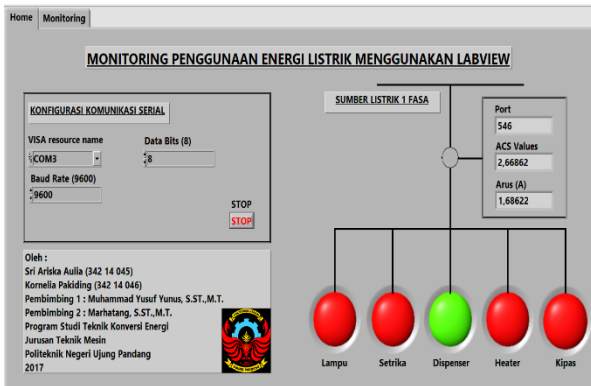 Home Monitoring
MONITORING PENGGUNAAN ENERGI LISTRIK MENGGUNAKAN LABVIEW
KONFIGURASI KOMUNIKASI SERIAL
VISA resource name
COM3
Data Bits (8)
8
Baud Rate (9600)
9600
STOP
STOP
SUMBER LISTRIK 1 FASA
Port
546
ACS Values
2,66862
Arus (A)
1,68622
Oleh :
Sri Ariska Aulia (342 14 045)
Kornelia Pakiding (342 14 046)
Pembimbing 1 : Muhammad Yusuf Yunus, S.ST.,M.T.
Pembimbing 2 : Marhatang, S.ST.,M.T.
Program Studi Teknik Konversi Energi
Jurusan Teknik Mesin
Politeknik Negeri Ujung Pandang
2017
Lampu Setrika Dispenser Heater Kipas